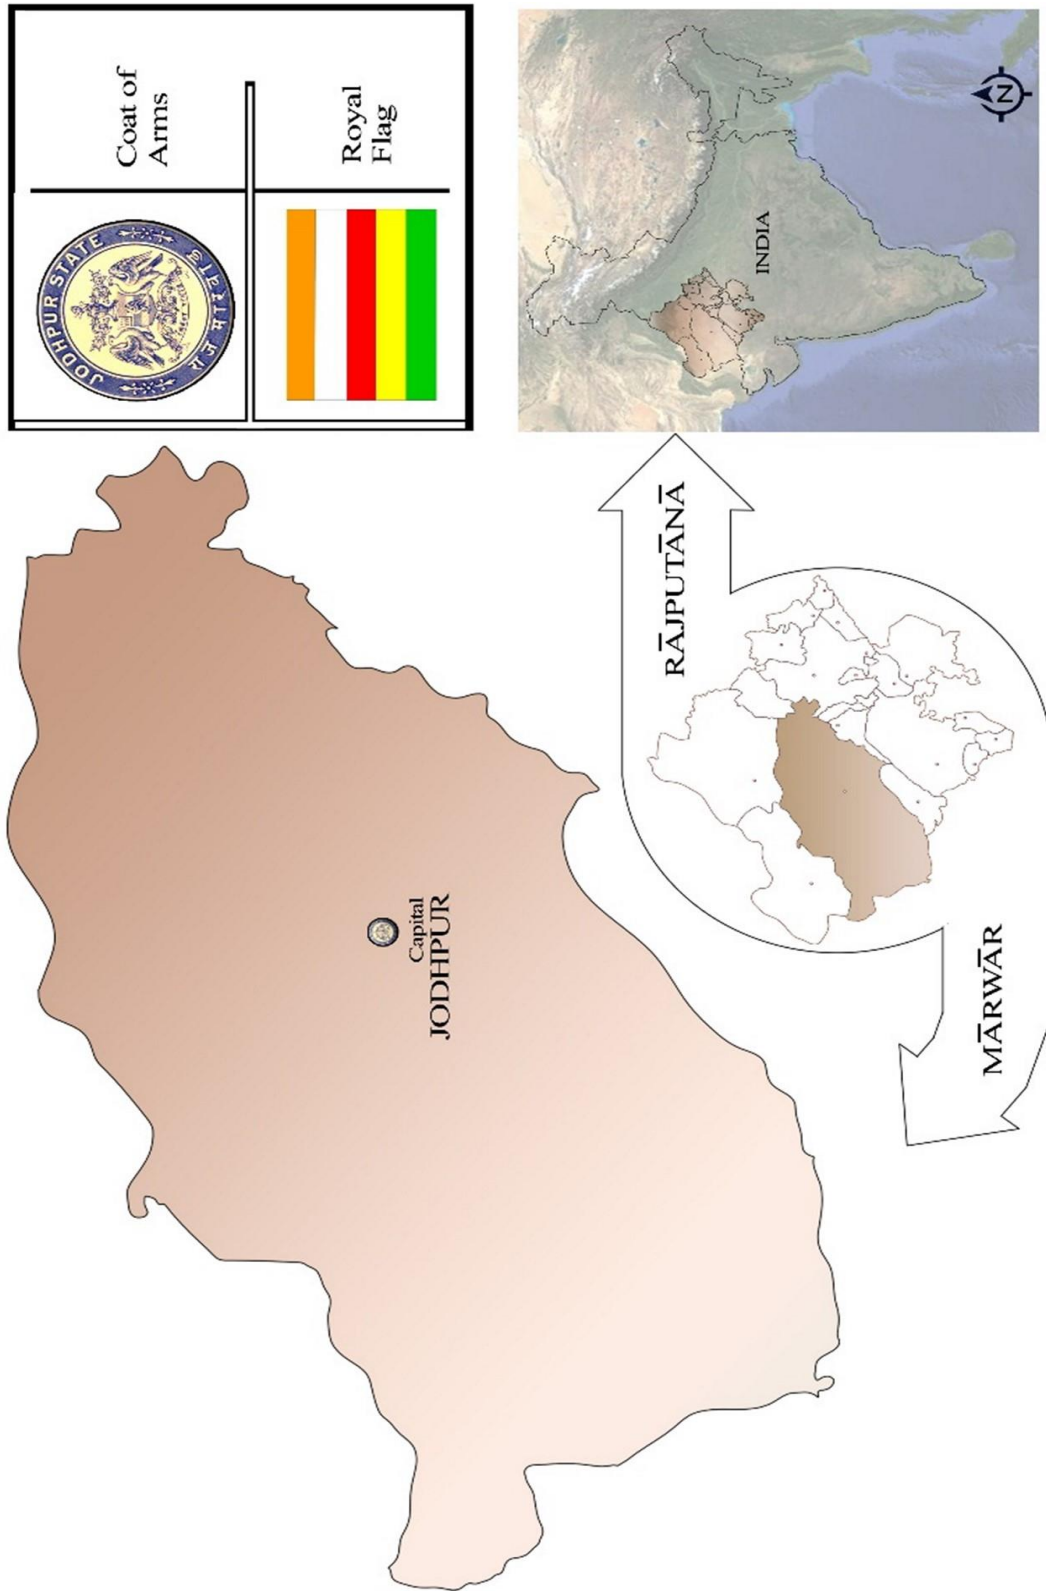 JODHPUR STATE
Coat of
Arms
Royal
Flag
Capital
JODHPUR
RĀJPUTĀNĀ
INDIA
N
MĀRWĀR